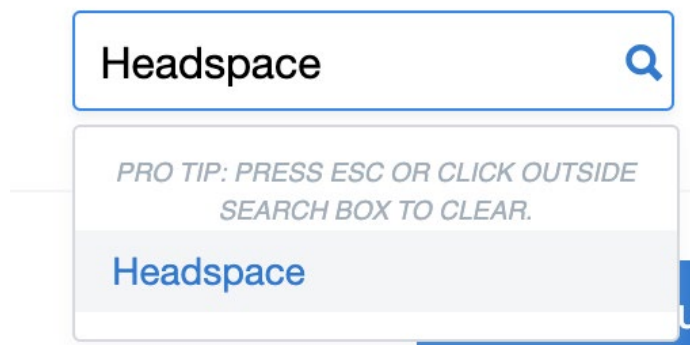 Headspace
PRO TIP: PRESS ESC OR CLICK OUTSIDE
SEARCH BOX TO CLEAR.
Headspace